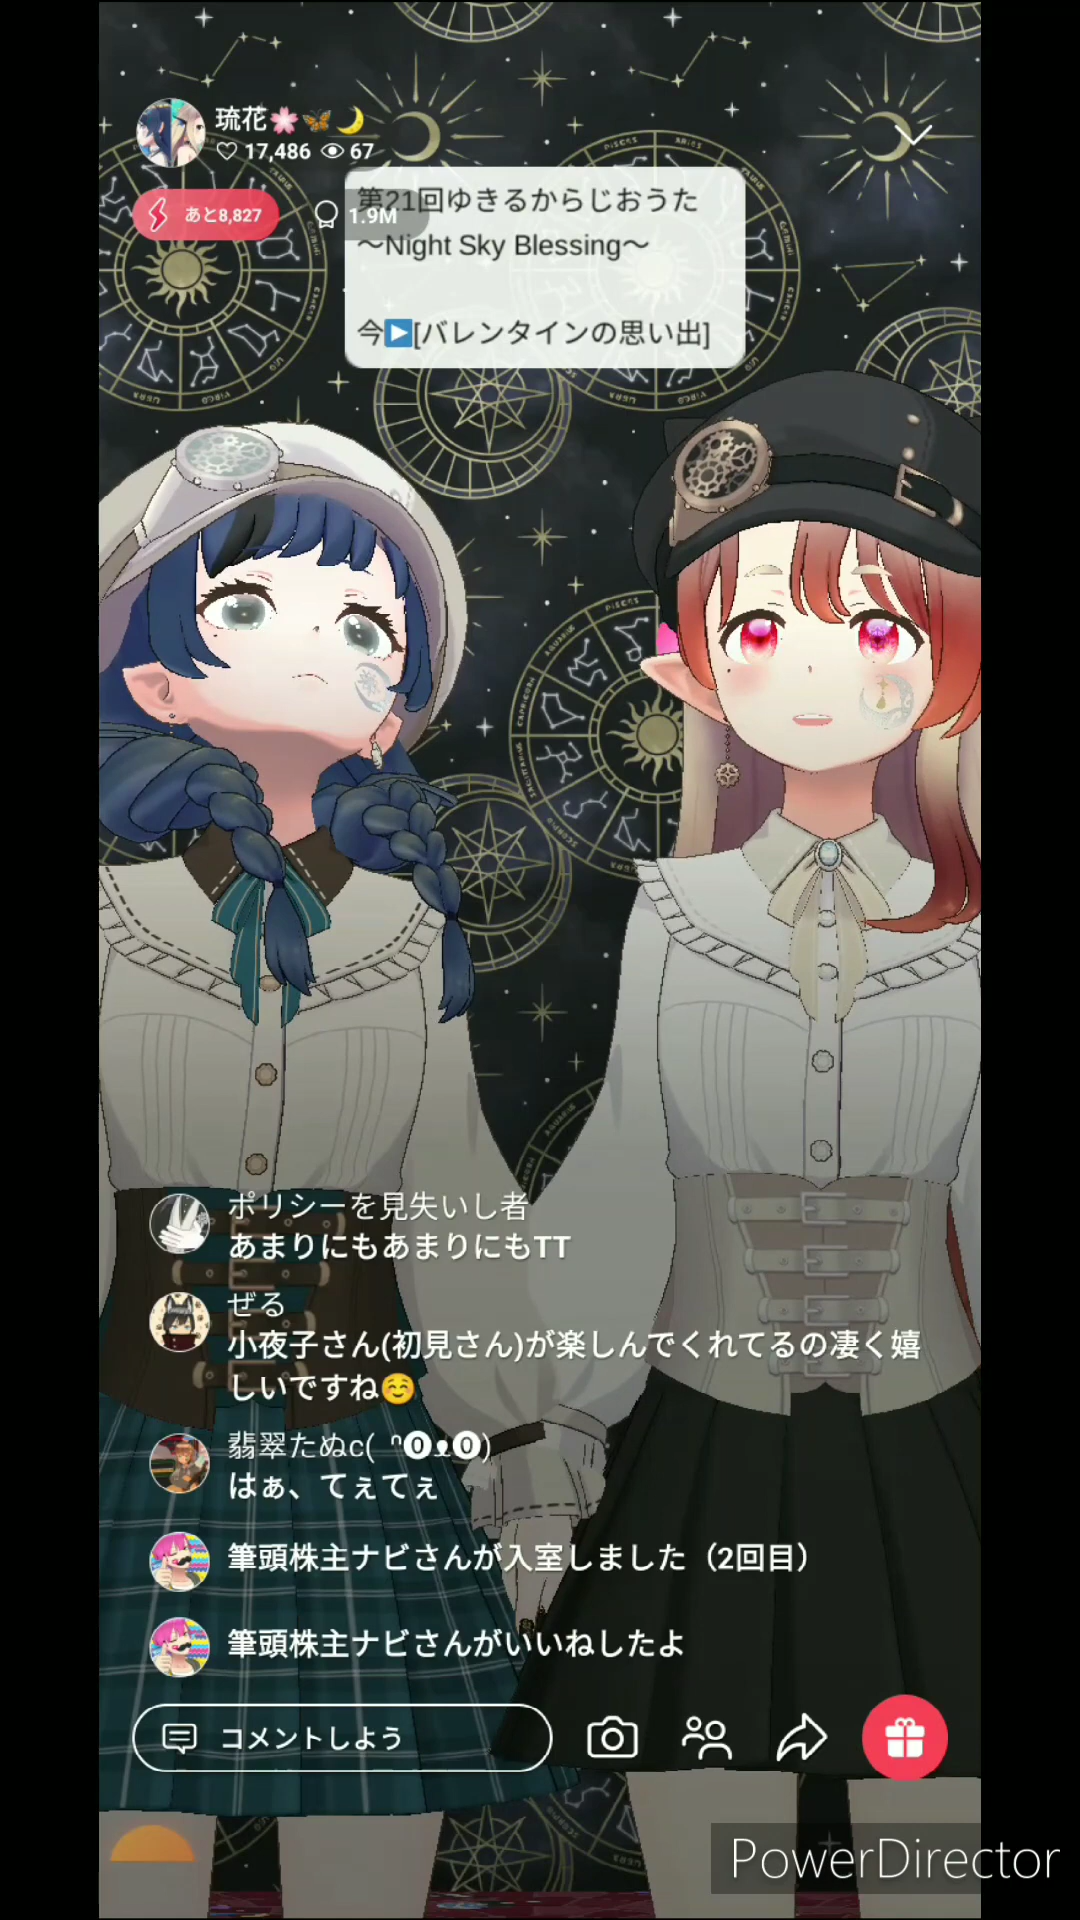 琉花🌸🦋🌙
17,486 67
あと8,827
1.9M
第21回ゆきるからじおうた
〜Night Sky Blessing〜
今▶[バレンタインの思い出]
ポリシーを見失いし者
あまりにもあまりにもTT
ぜる
小夜子さん(初見さん)が楽しんでくれてるの凄く嬉
しいですね☺
翡翠たぬc( ᐢ⓿ᴥ⓿)
はぁ、てぇてぇ
筆頭株主ナビさんが入室しました（2回目）
筆頭株主ナビさんがいいねしたよ
コメントしよう
PowerDirector